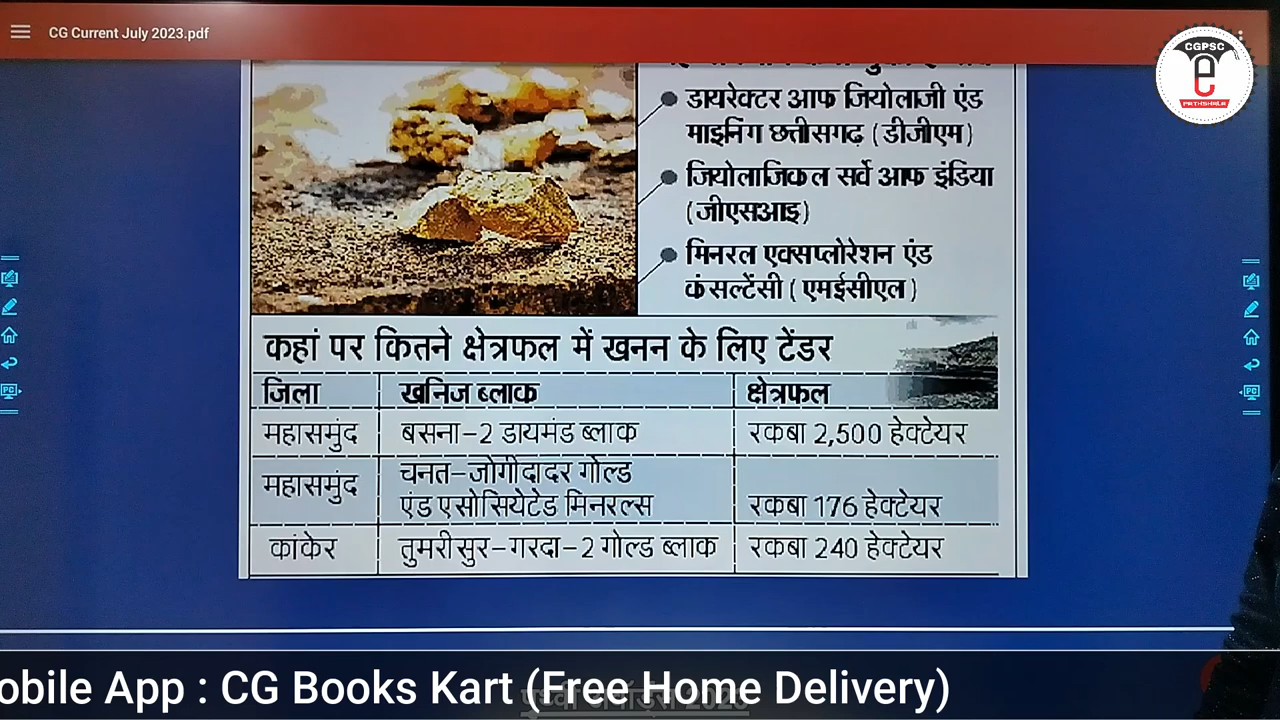 CG Current July 2023.pdf
CGPSC
PATHSHALA
डायरेक्टर आफ जियोलाजी एंड
माइनिंग छत्तीसगढ़ (डीजीएम)
जियोलाजिकल सर्वे आफ इंडिया
(जीएसआइ)
मिनरल एक्सप्लोरेशन एंड
कंसल्टेंसी (एमईसीएल)
कहां पर कितने क्षेत्रफल में खनन के लिए टेंडर
जिला खनिज ब्लाक क्षेत्रफल
महासमुंद बसना-2 डायमंड ब्लाक रकबा 2,500 हेक्टेयर
महासमुंद चनत-जोगीदादर गोल्ड
एंड एसोसियेटेड मिनरल्स रकबा 176 हेक्टेयर
कांकेर तुमरीसुर-गरदा-2 गोल्ड ब्लाक रकबा 240 हेक्टेयर
obile App : CG Books Kart (Free Home Delivery)